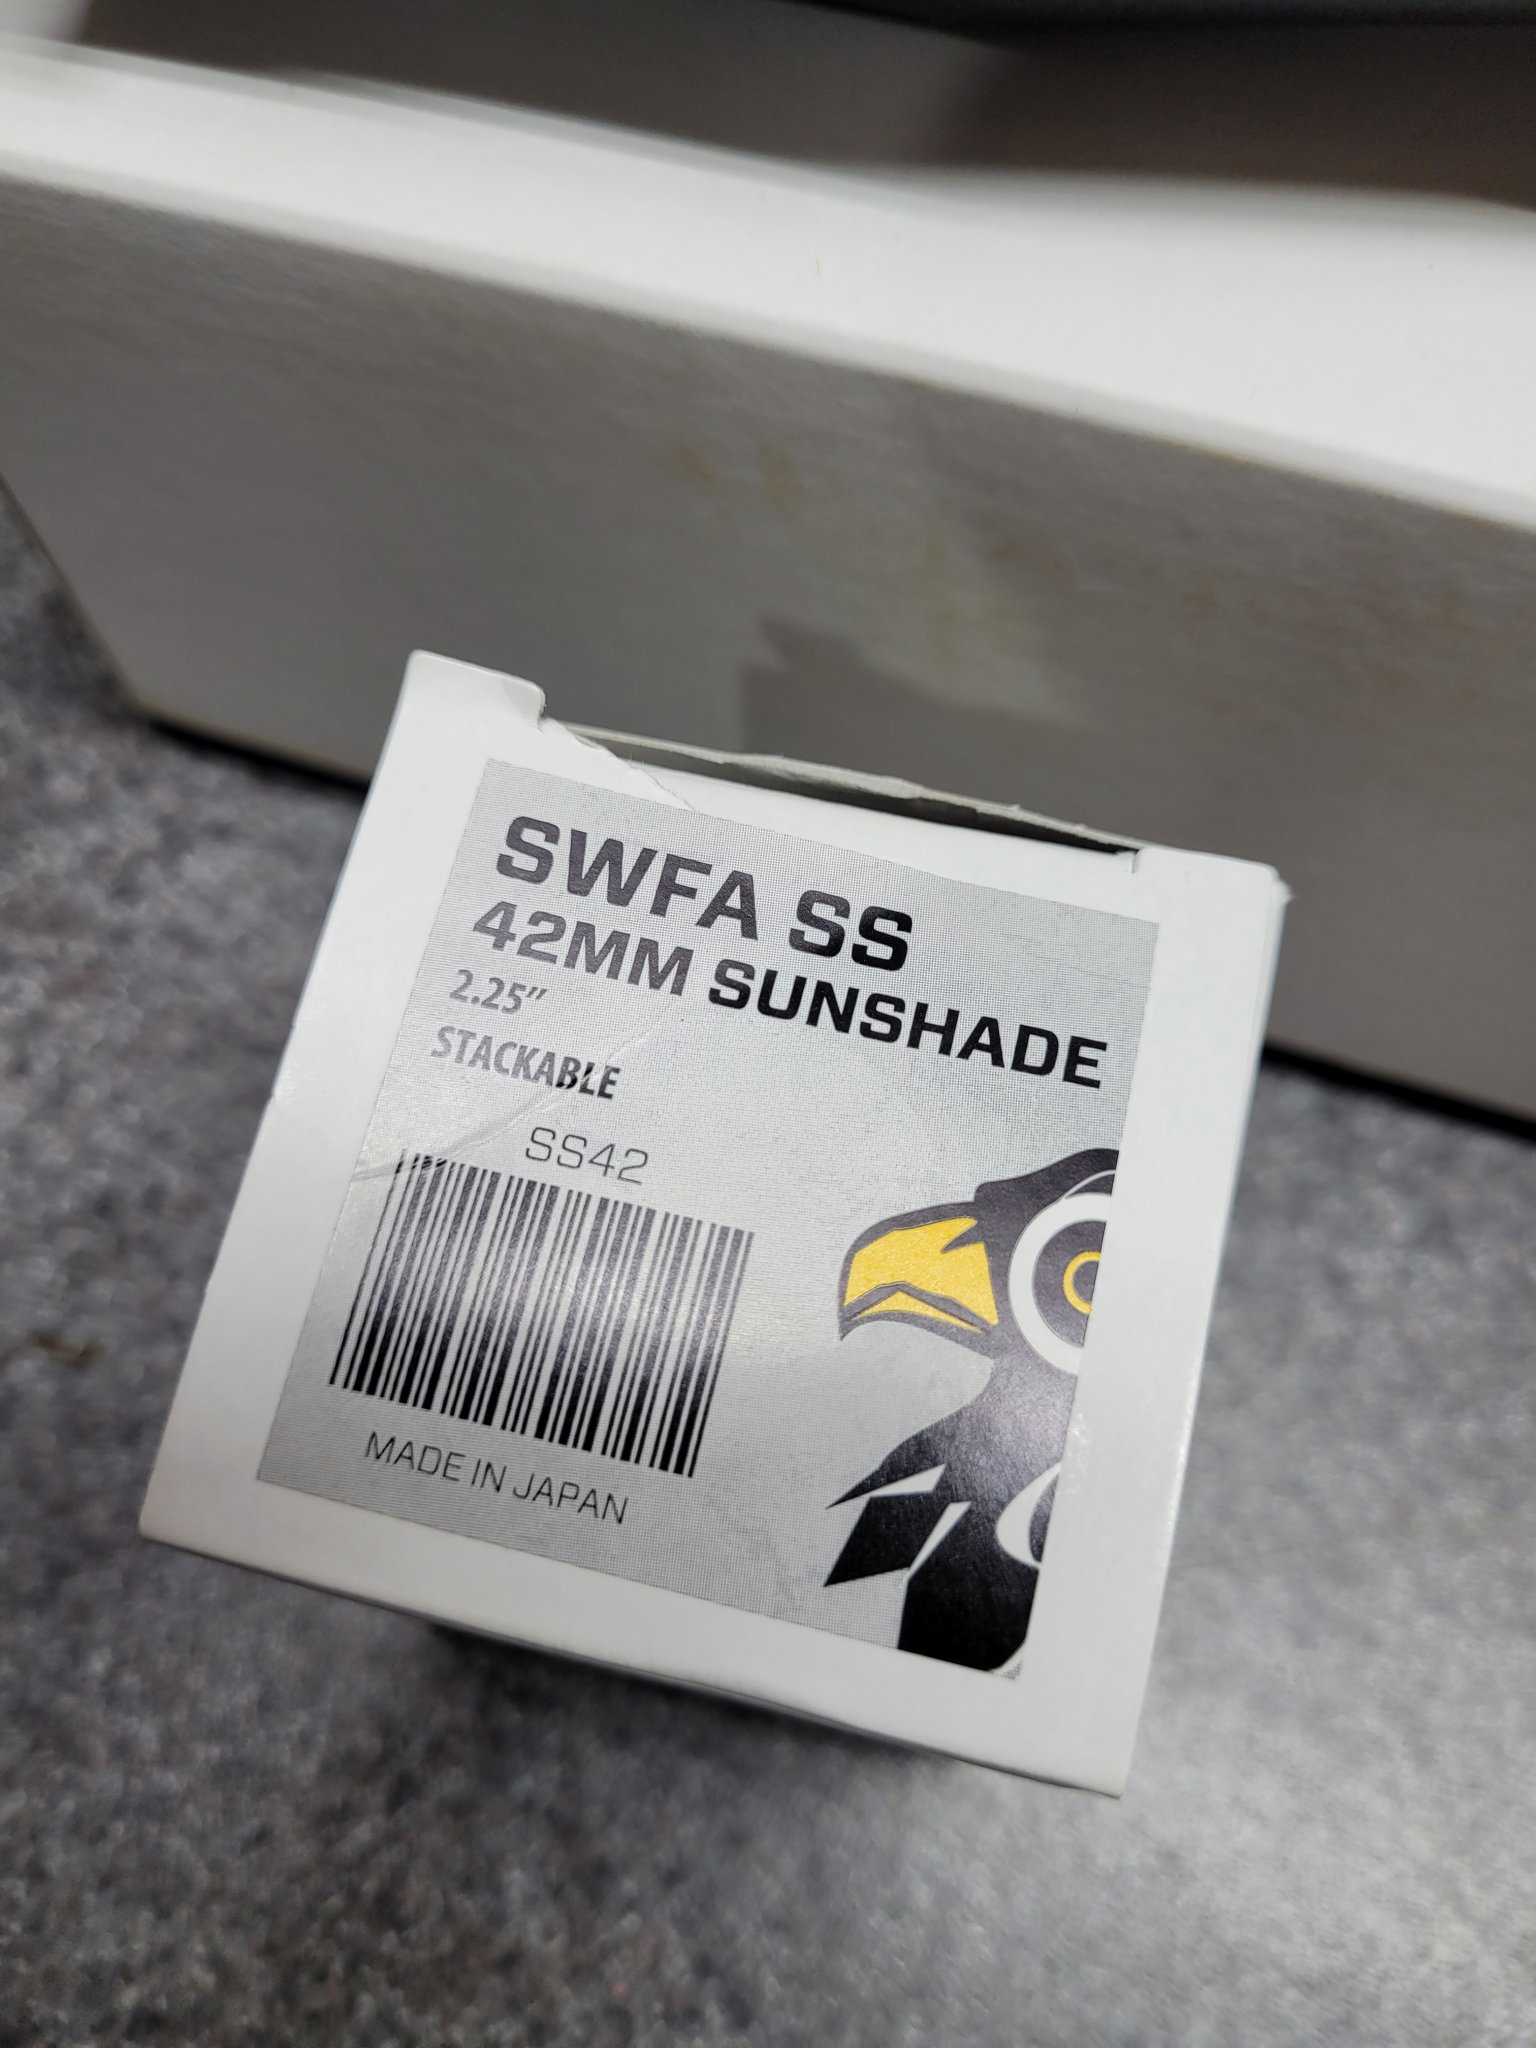 SWFA SS
42MM SUNSHADE
2.25"
STACKABLE
SS42
MADE IN JAPAN